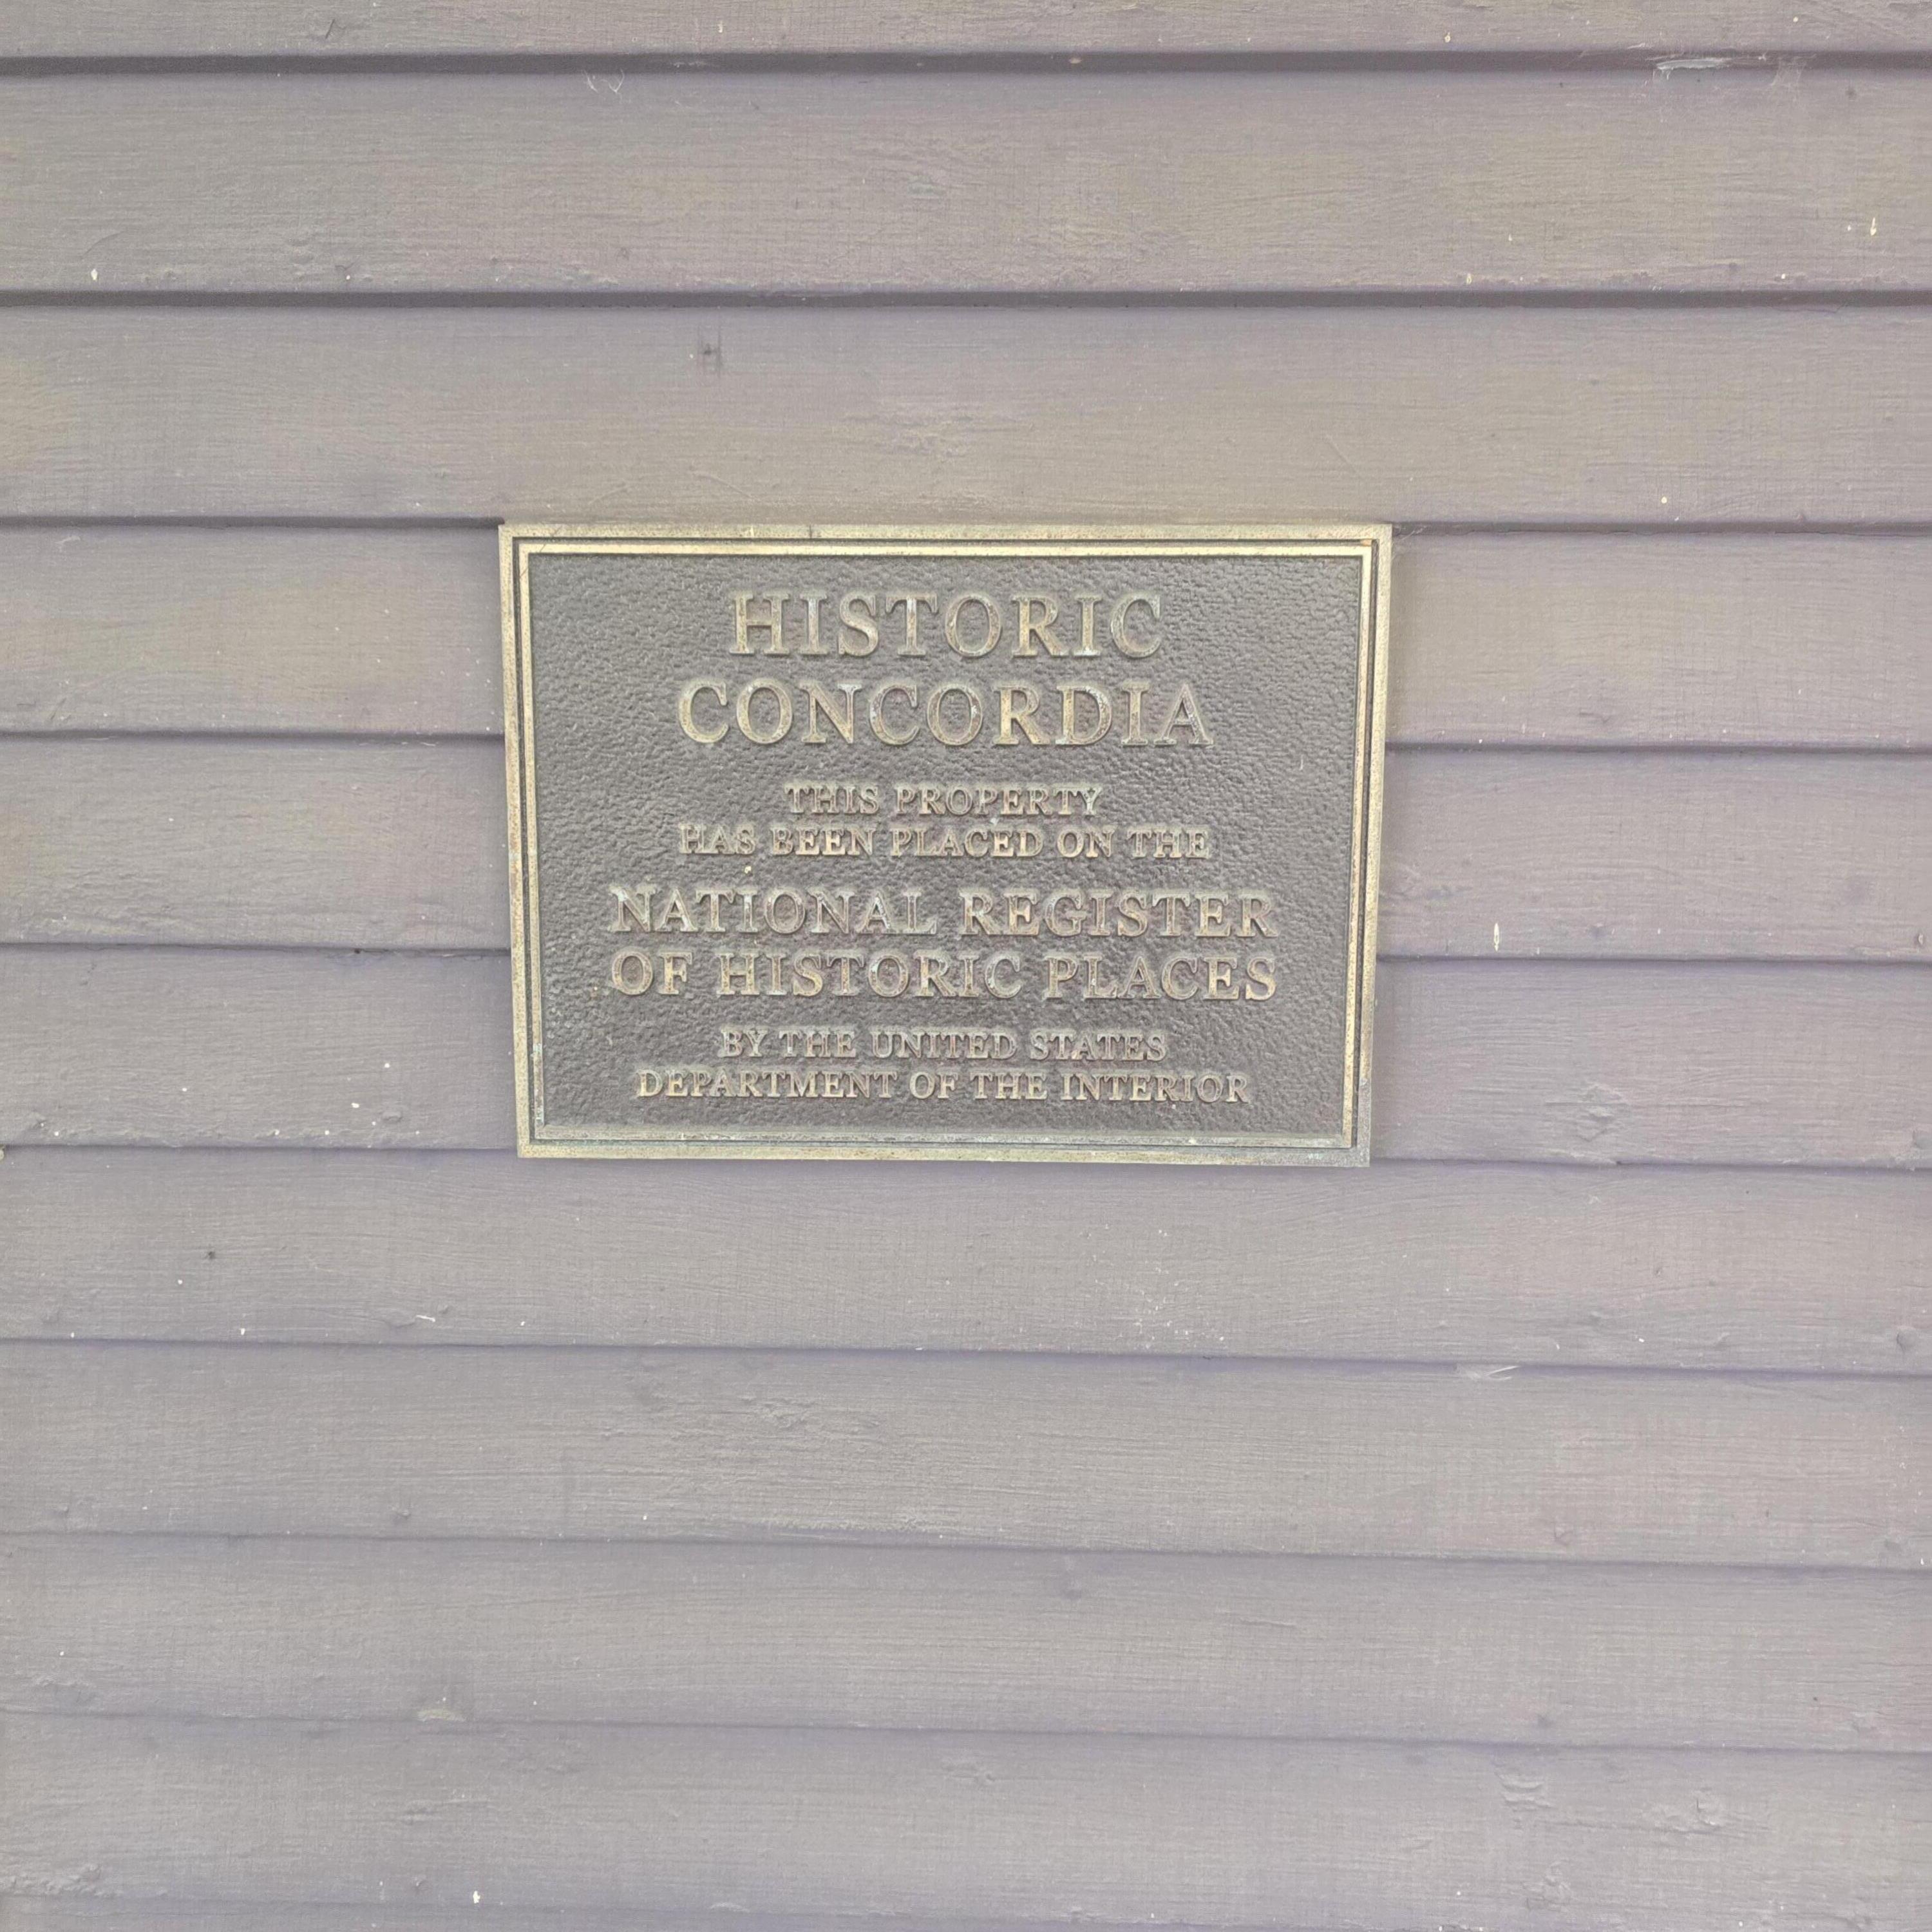 HISTORIC
CONCORDIA
THIS PROPERTY
HAS BEEN PLACED ON THE
NATIONAL REGISTER
OF HISTORIC PLACES
BY THE UNITED STATES
DEPARTMENT OF THE INTERIOR